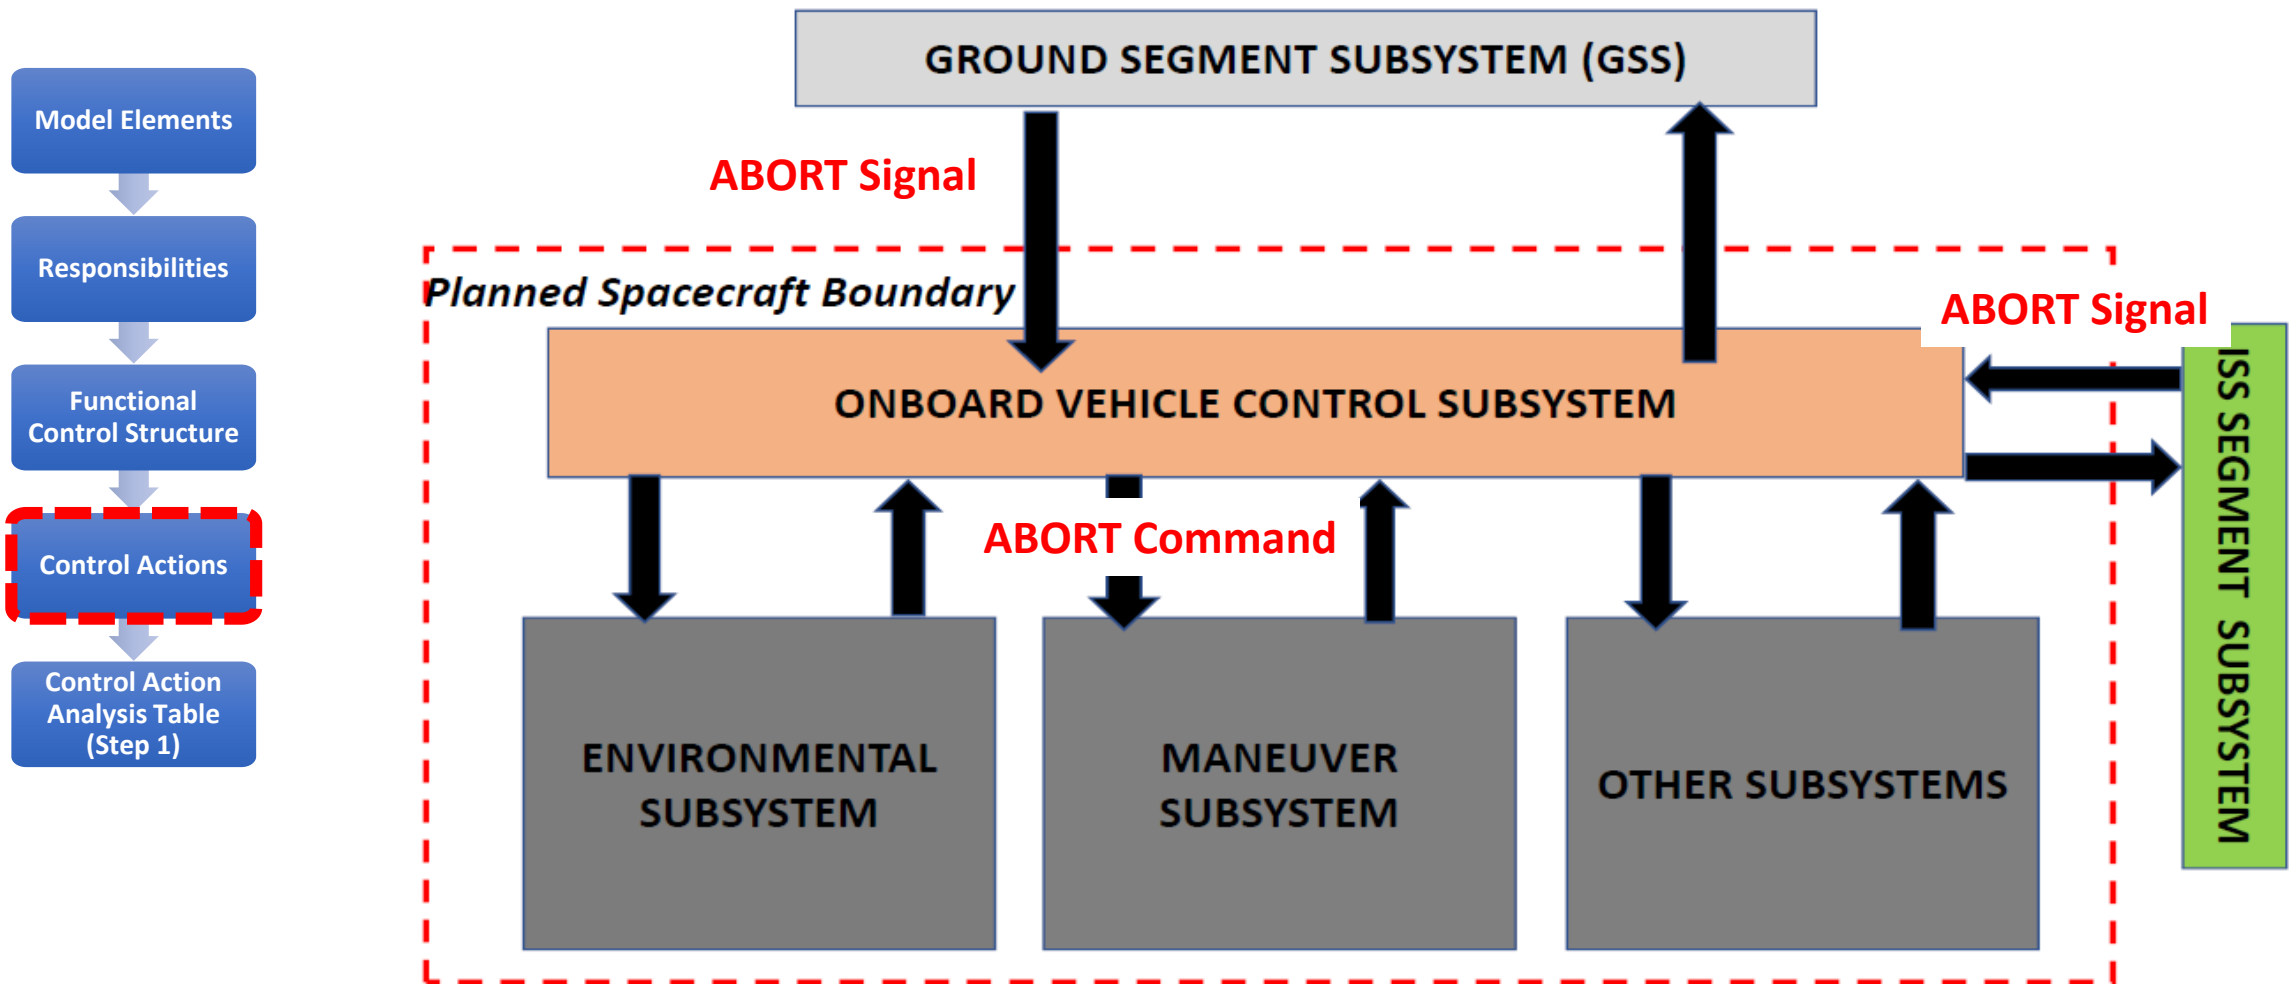 Model Elements
Responsibilities
Functional
Control Structure
Control Actions
Control Action
Analysis Table
(Step 1)
GROUND SEGMENT SUBSYSTEM (GSS)
ABORT Signal
Planned Spacecraft Boundary
ABORT Signal
ONBOARD VEHICLE CONTROL SUBSYSTEM
ISS SEGMENT SUBSYSTEM
ABORT Command
ENVIRONMENTAL
SUBSYSTEM
MANEUVER
SUBSYSTEM
OTHER SUBSYSTEMS